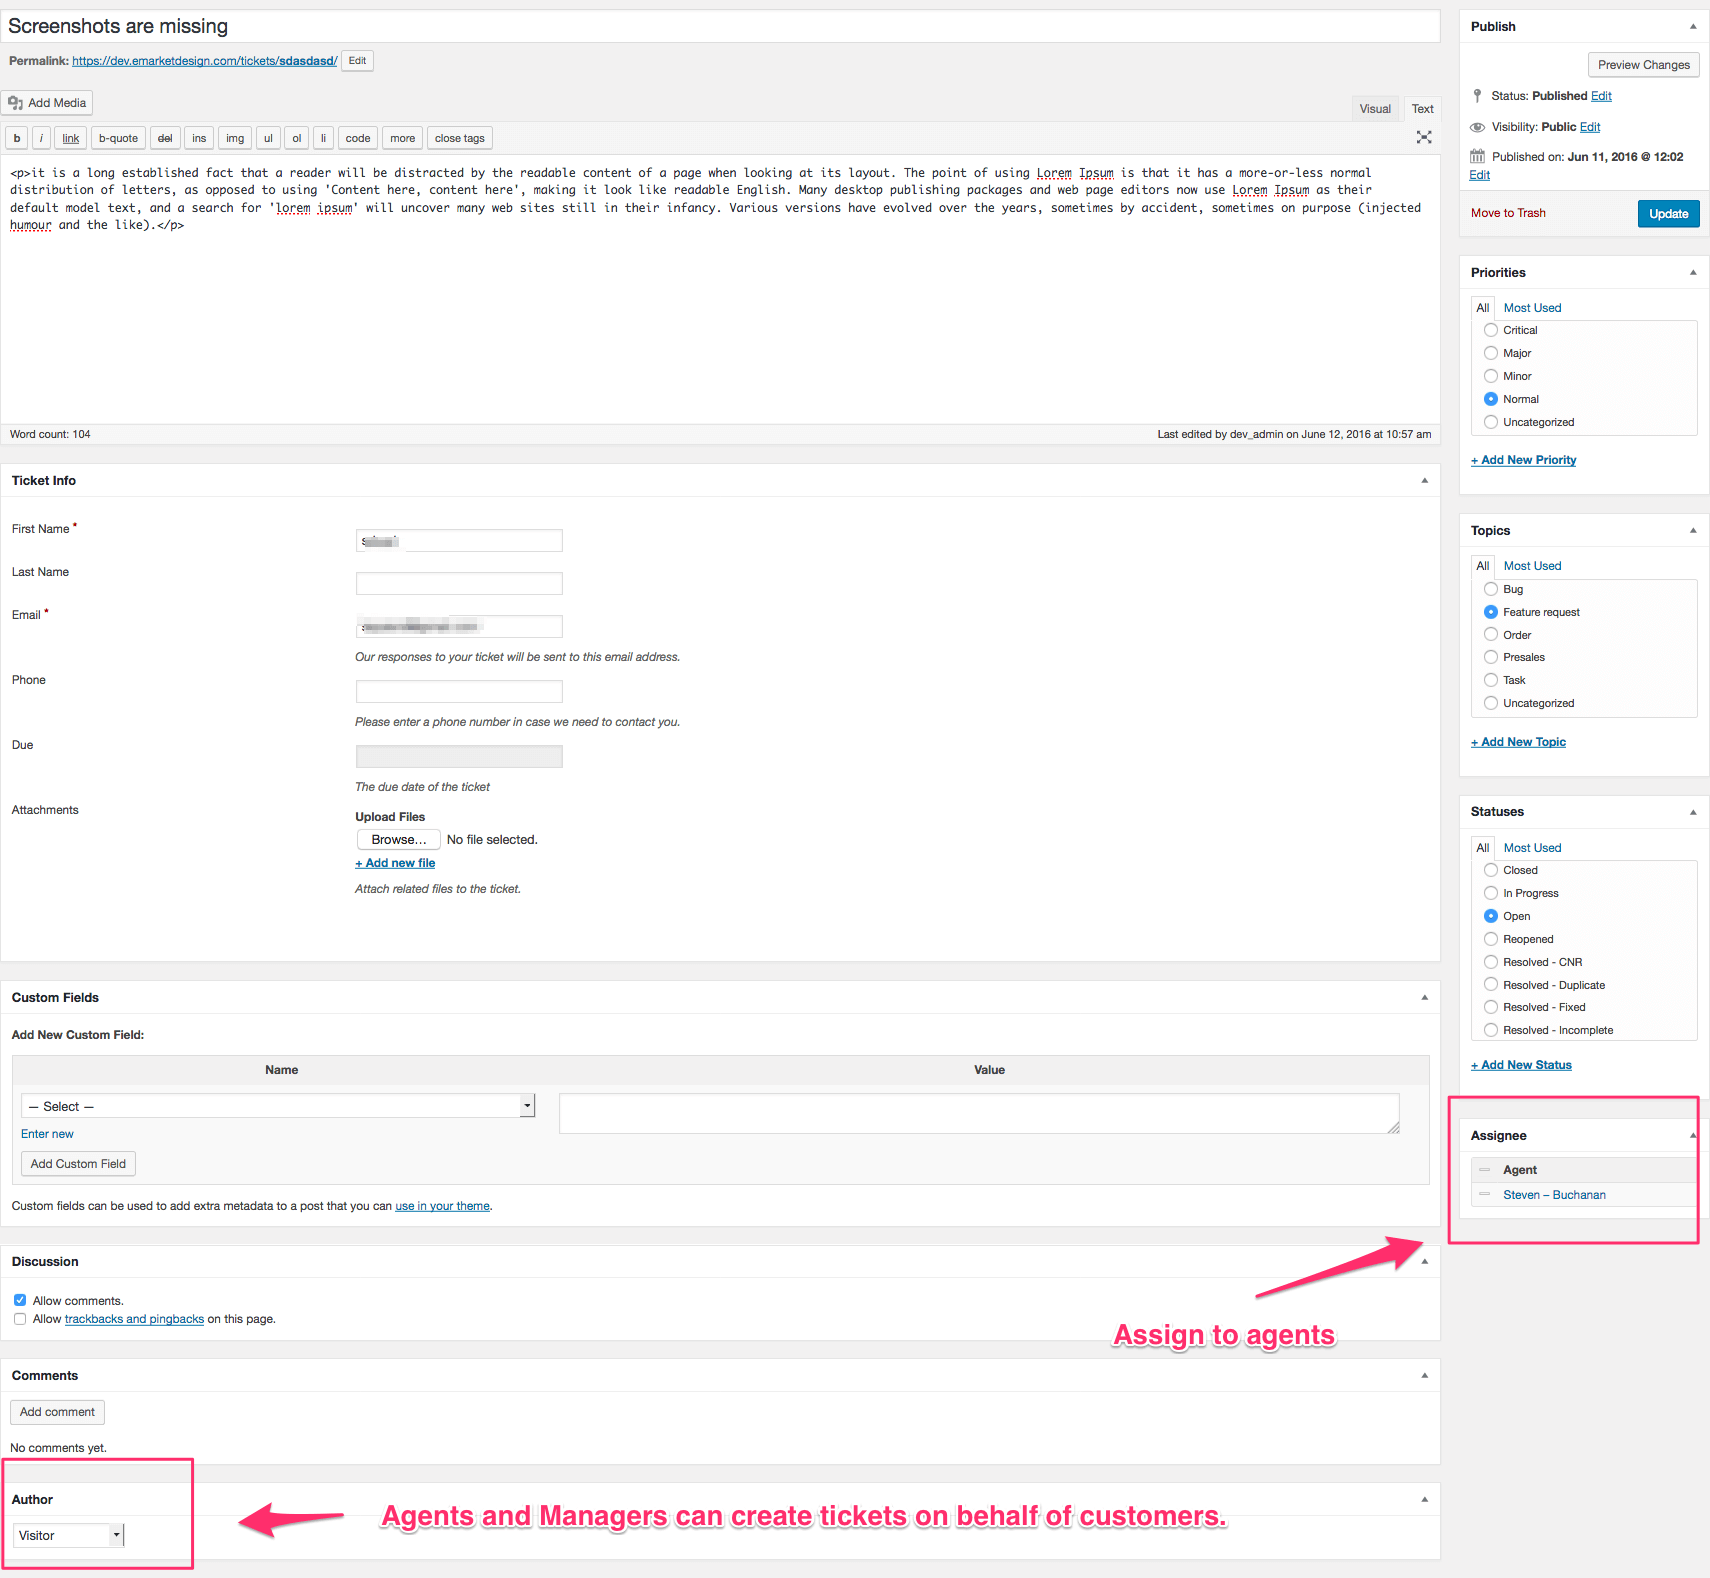 Screenshots are missing
Permalink: https://dev.emarketdesign.com/tickets/sdasdasd/ Edit
Add Media
Visual Text
b i link b-quote del ins img ul ol li code more close tags
<p>it is a long established fact that a reader will be distracted by the readable content of a page when looking at its layout. The point of using Lorem Ipsum is that it has a more-or-less normal
distribution of letters, as opposed to using 'Content here, content here', making it look like readable English. Many desktop publishing packages and web page editors now use Lorem Ipsum as their
default model text, and a search for 'lorem ipsum' will uncover many web sites still in their infancy. Various versions have evolved over the years, sometimes by accident, sometimes on purpose (injected
humour and the like).</p>
Word count: 104
Last edited by dev_admin on June 12, 2016 at 10:57 am
Ticket Info
First Name *
Last Name
Email *
Our responses to your ticket will be sent to this email address.
Phone
Please enter a phone number in case we need to contact you.
Due
The due date of the ticket
Attachments
Upload Files
Browse... No file selected.
+ Add new file
Attach related files to the ticket.
Custom Fields
Add New Custom Field:
Name Value
— Select —
Enter new
Add Custom Field
Custom fields can be used to add extra metadata to a post that you can use in your theme.
Discussion
Allow comments.
Allow trackbacks and pingbacks on this page.
Assign to agents
Comments
Add comment
No comments yet.
Author
Visitor
Agents and Managers can create tickets on behalf of customers.
Publish
Preview Changes
Status: Published Edit
Visibility: Public Edit
Published on: Jun 11, 2016 @ 12:02
Edit
Move to Trash Update
Priorities
All Most Used
Critical
Major
Minor
Normal
Uncategorized
+ Add New Priority
Topics
All Most Used
Bug
Feature request
Order
Presales
Task
Uncategorized
+ Add New Topic
Statuses
All Most Used
Closed
In Progress
Open
Reopened
Resolved - CNR
Resolved - Duplicate
Resolved - Fixed
Resolved - Incomplete
+ Add New Status
Assignee
Agent
Steven – Buchanan